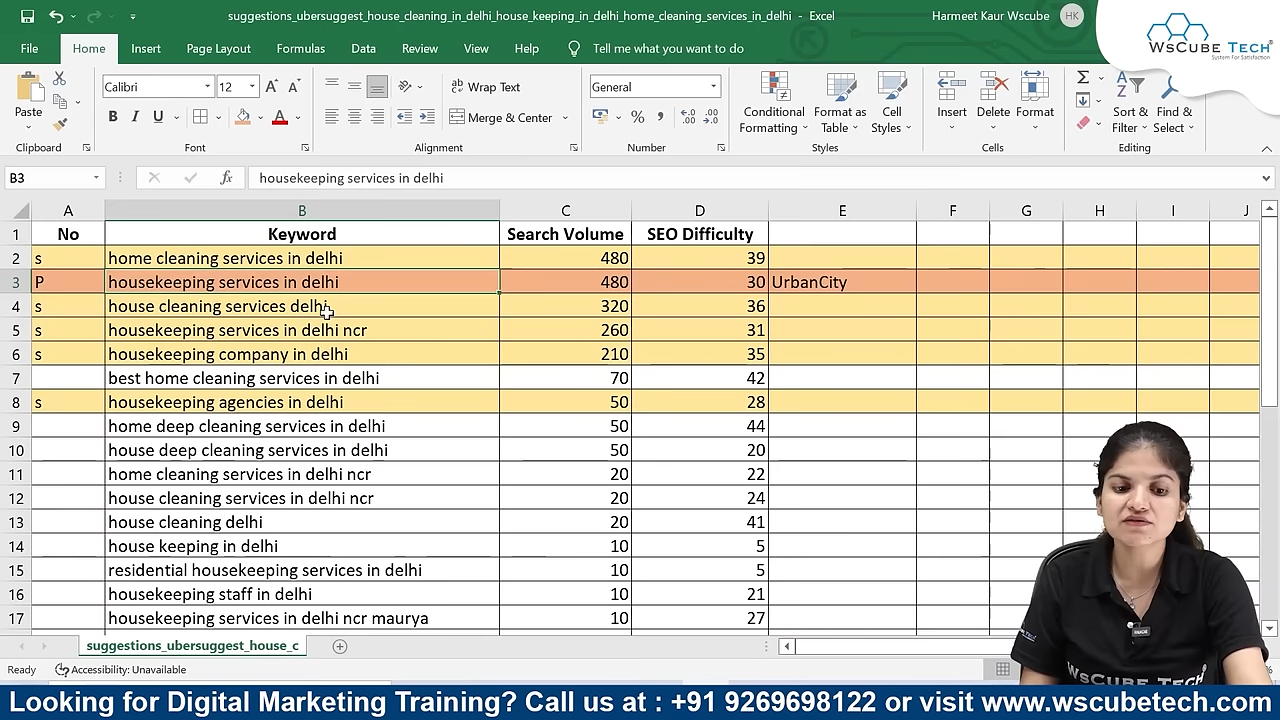 suggestions_ubersuggest_house_cleaning_in_delhi_house_keeping_in_delhi_home_cleaning_services_in_delhi - Excel
Harmeet Kaur Wscube HK
WsCube Tech
System For Satisfaction
File Home Insert Page Layout Formulas Data Review View Help Tell me what you want to do
Calibri 12 Wrap Text General
Paste B I U Merge & Center % Conditional Formatting Format as Table Cell Styles Insert Delete Format Sort & Filter Find & Select
Clipboard Font Alignment Number Styles Cells Editing
B3 fx housekeeping services in delhi
A B C D E F G H I J
1 No Keyword Search Volume SEO Difficulty
2 s home cleaning services in delhi 480 39
3 P housekeeping services in delhi 480 30 UrbanCity
4 s house cleaning services delhi 320 36
5 s housekeeping services in delhi ncr 260 31
6 s housekeeping company in delhi 210 35
7 best home cleaning services in delhi 70 42
8 s housekeeping agencies in delhi 50 28
9 home deep cleaning services in delhi 50 44
10 house deep cleaning services in delhi 50 20
11 home cleaning services in delhi ncr 20 22
12 house cleaning services in delhi ncr 20 24
13 house cleaning delhi 20 41
14 house keeping in delhi 10 5
15 residential housekeeping services in delhi 10 5
16 housekeeping staff in delhi 10 21
17 housekeeping services in delhi ncr maurya 10 27
suggestions_ubersuggest_house_c
Ready Accessibility: Unavailable
WsCube Tech
Looking for Digital Marketing Training? Call us at : +91 9269698122 or visit www.wscubetech.com